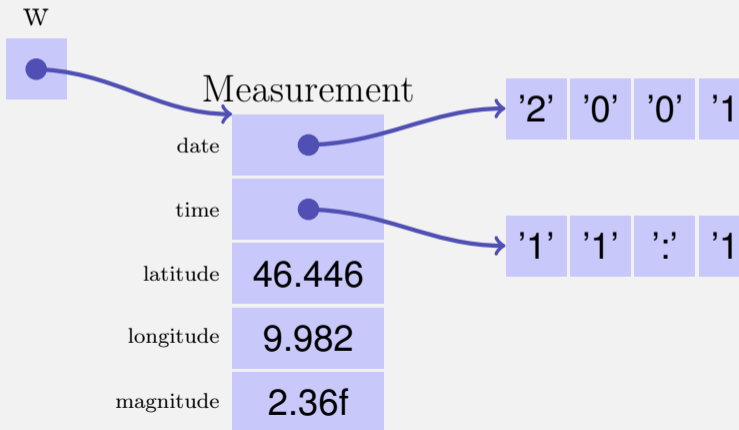 w
Measurement
date '2' '0' '0' '1
time '1' '1' ':' '1
latitude 46.446
longitude 9.982
magnitude 2.36f